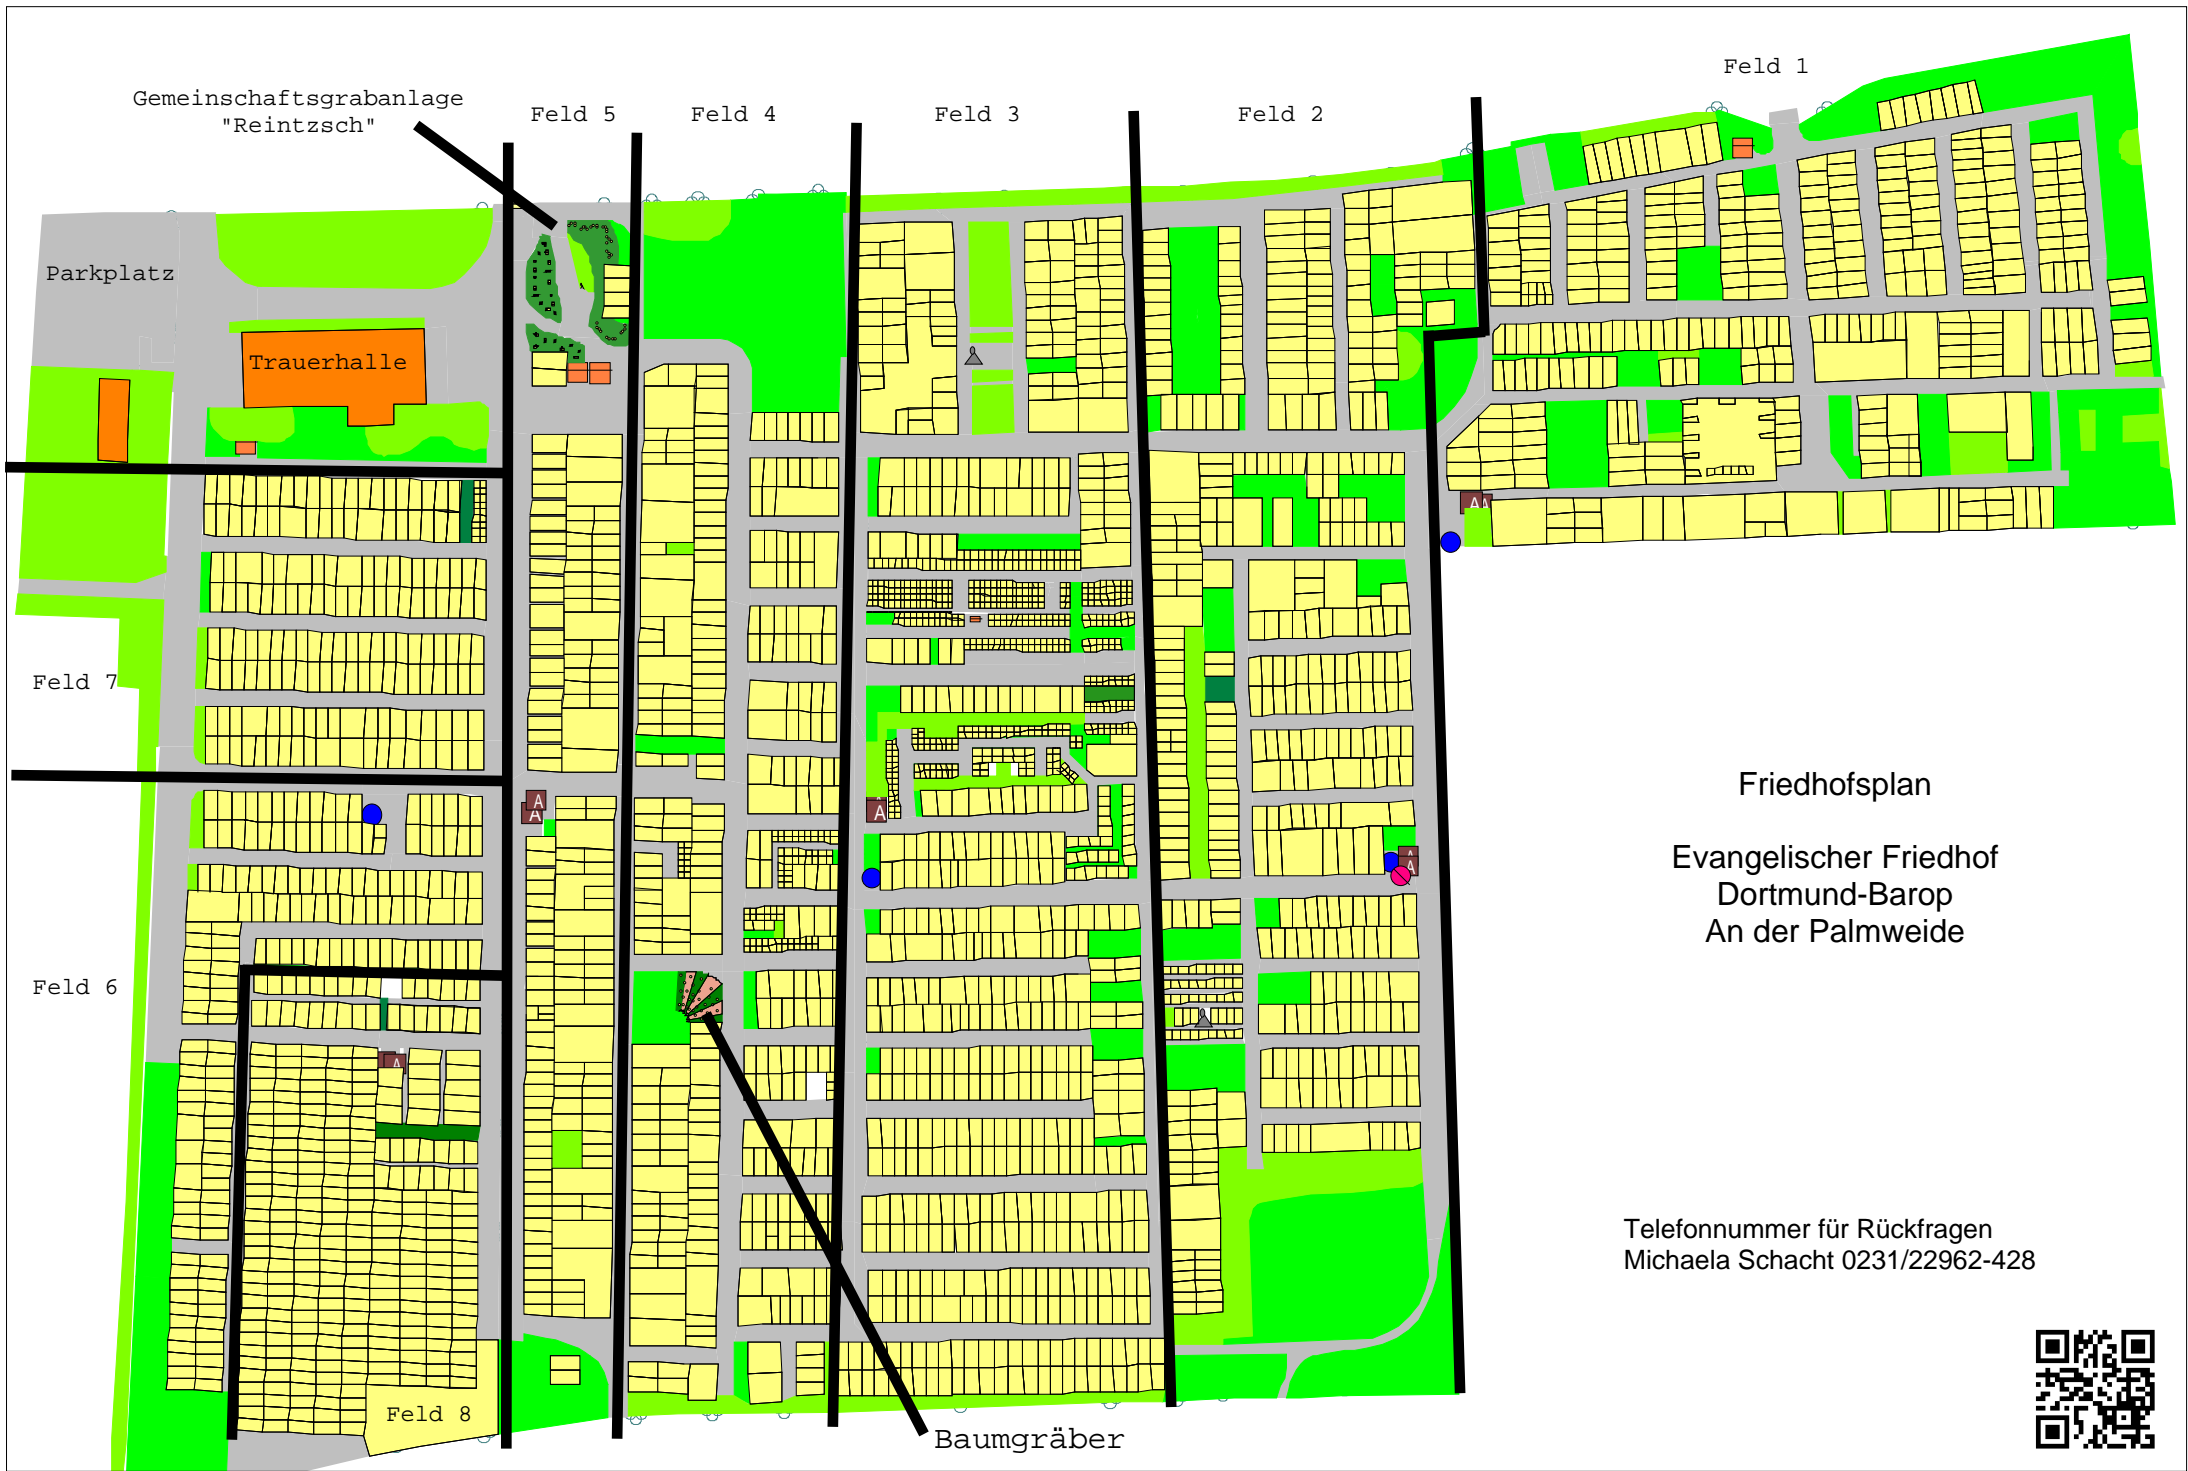 Feld 1
Gemeinschaftsgrabanlage
"Reintzsch"
Feld 5
Feld 4
Feld 3
Feld 2
Parkplatz
Trauerhalle
A
A
Feld 7
A
A
A
A
A
Friedhofsplan
Evangelischer Friedhof
Dortmund-Barop
An der Palmweide
Feld 6
A
Telefonnummer für Rückfragen
Michaela Schacht 0231/22962-428
Feld 8
Baumgräber